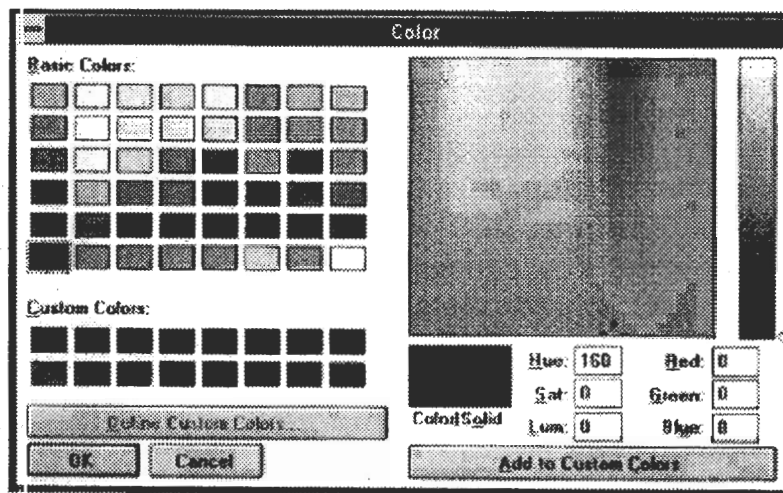 Color
Basic Colors:
Custom Colors:
Define Custom Colors...
OK
Cancel
Color|Solid
Hue: 160
Sat: 0
Lum: 0
Red: 0
Green: 0
Blue: 0
Add to Custom Colors